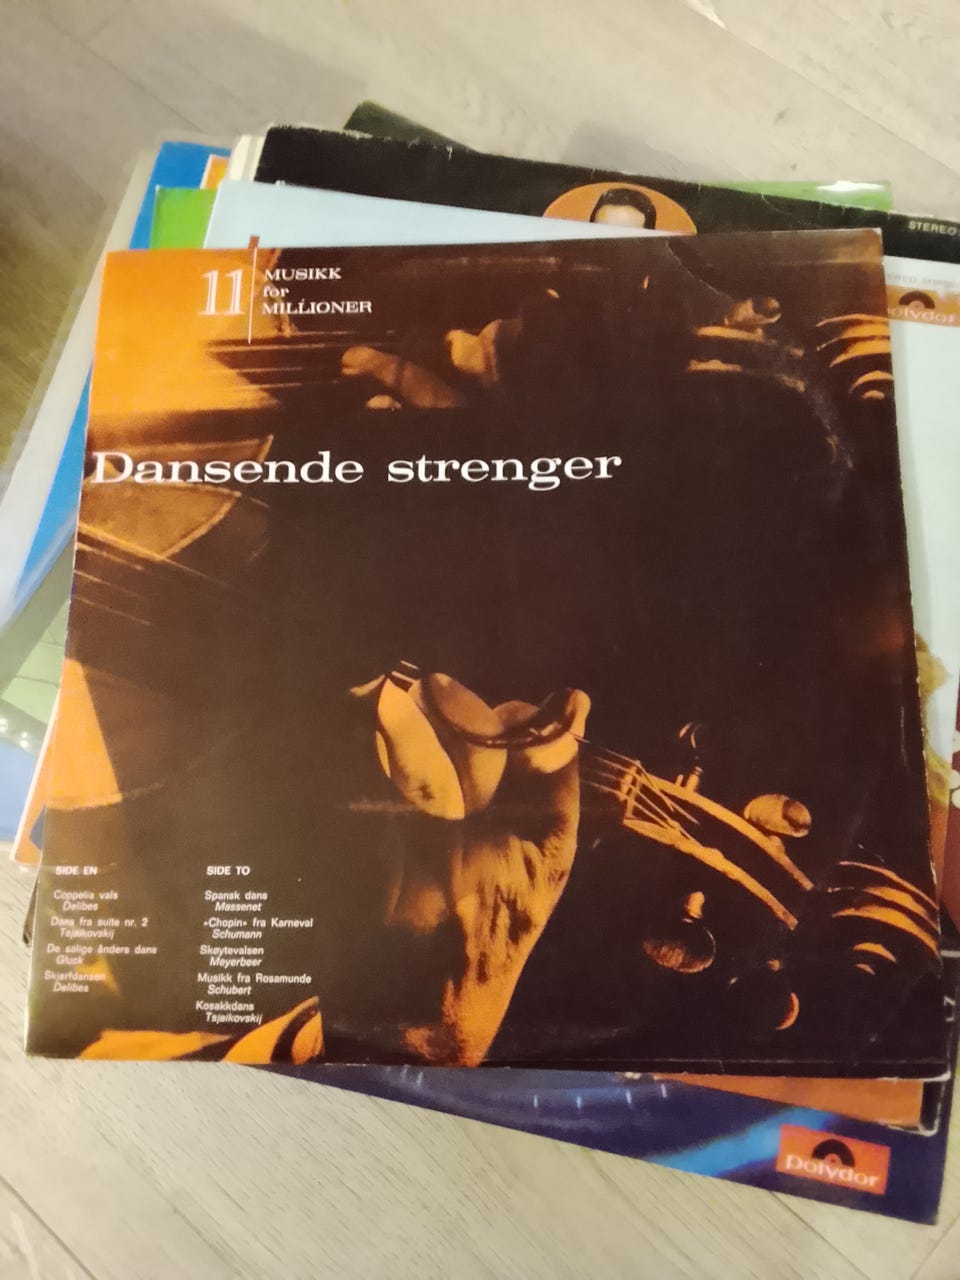 STEREO
polydor
11
MUSIKK
for
MILLIONER
Dansende strenger
SIDE EN
Coppelia vals
Delibes
Dans fra suite nr. 2
Tsjaikovskij
De salige ånders dans
Gluck
Skjerfdansen
Delibes
SIDE TO
Spansk dans
Massenet
«Chopin» fra Karneval
Schumann
Skøytevalsen
Meyerbeer
Musikk fra Rosamunde
Schubert
Kosakkdans
Tsjaikovskij
polydor